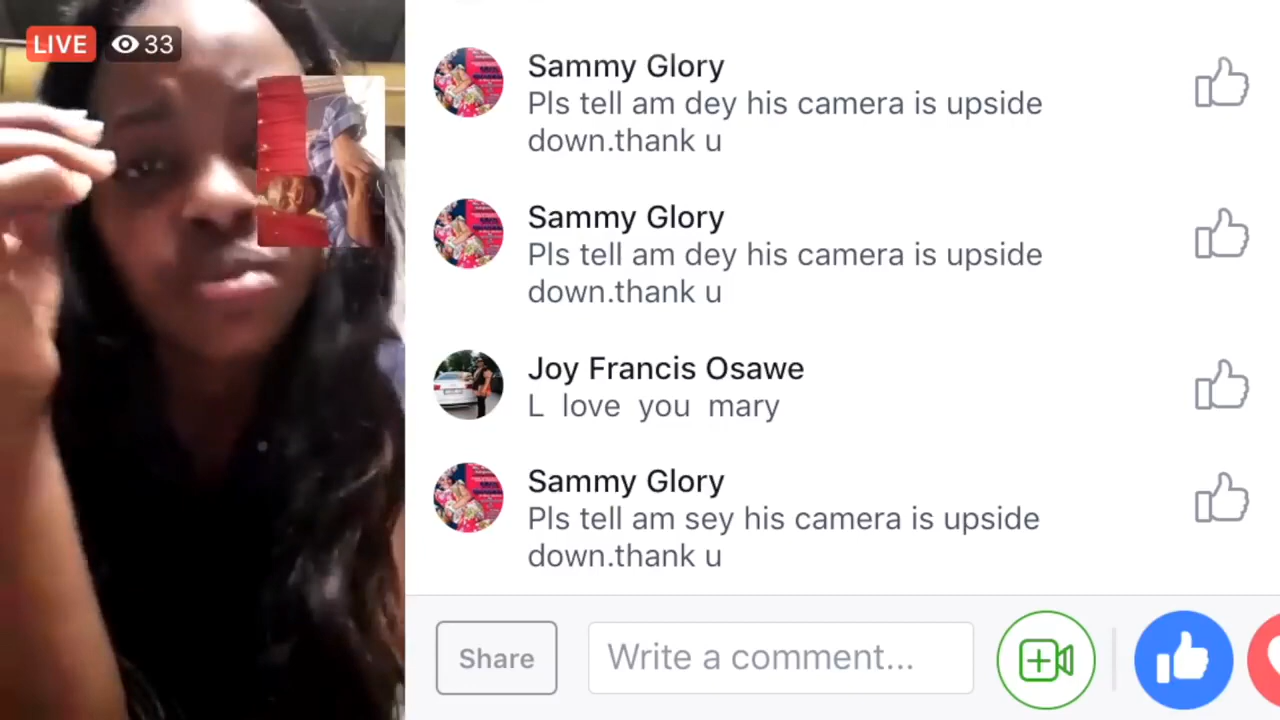 LIVE 33
Sammy Glory
Pls tell am dey his camera is upside
down.thank u
Sammy Glory
Pls tell am dey his camera is upside
down.thank u
Joy Francis Osawe
L love you mary
Sammy Glory
Pls tell am sey his camera is upside
down.thank u
Share
Write a comment...